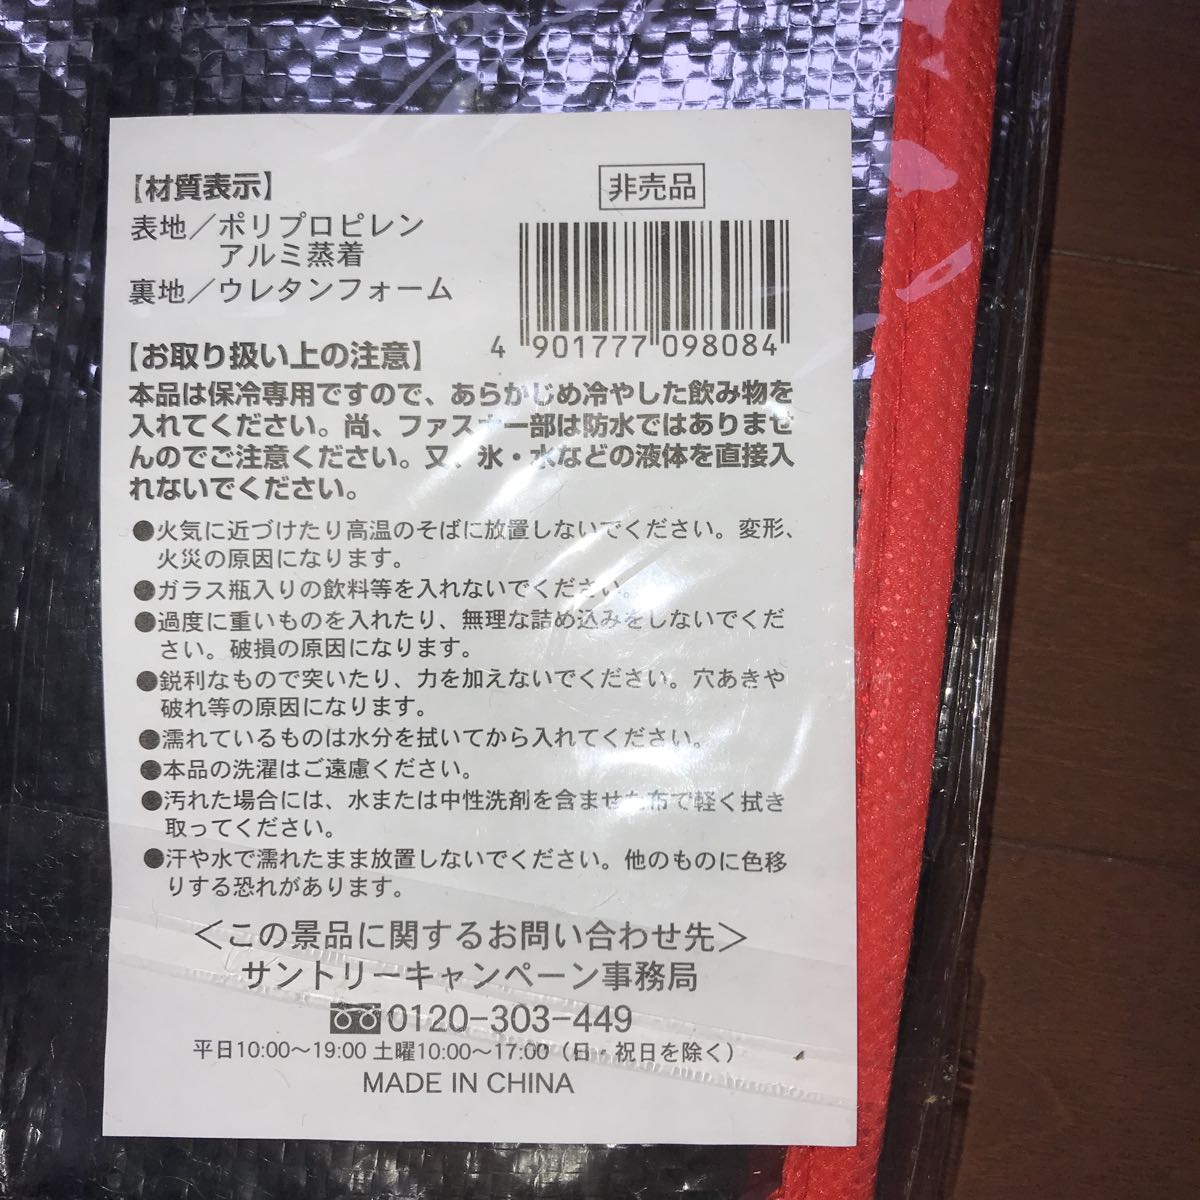 【材質表示】
非売品
表地／ポリプロピレン
アルミ蒸着
裏地／ウレタンフォーム
4 901777 098084
【お取り扱い上の注意】
本品は保冷専用ですので、あらかじめ冷やした飲み物を
入れてください。尚、ファスナー部は防水ではありませ
んのでご注意ください。又、氷・水などの液体を直接入
れないでください。
●火気に近づけたり高温のそばに放置しないでください。変形、
火災の原因になります。
●ガラス瓶入りの飲料等を入れないでください。
●過度に重いものを入れたり、無理な詰め込みをしないでくだ
さい。破損の原因になります。
●鋭利なもので突いたり、力を加えないでください。穴あきや
破れ等の原因になります。
●濡れているものは水分を拭いてから入れてください。
●本品の洗濯はご遠慮ください。
●汚れた場合には、水または中性洗剤を含ませた布で軽く拭き
取ってください。
●汗や水で濡れたまま放置しないでください。他のものに色移
りする恐れがあります。
＜この景品に関するお問い合わせ先＞
サントリーキャンペーン事務局
0120-303-449
平日10:00～19:00 土曜10:00～17:00（日・祝日を除く）
MADE IN CHINA